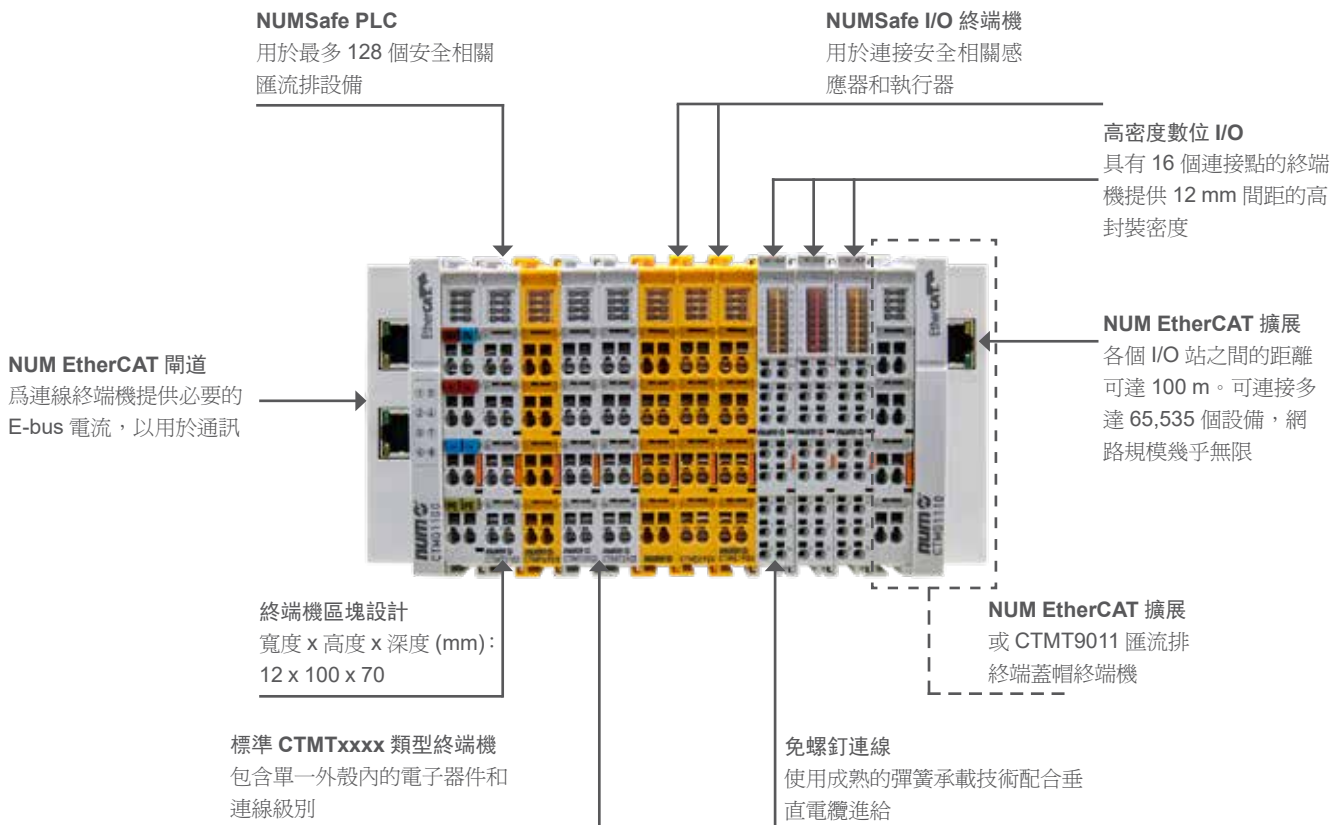 NUMSafe PLC
用於最多 128 個安全相關
匯流排設備
NUMSafe I/O 終端機
用於連接安全相關感
應器和執行器
高密度數位 I/O
具有 16 個連接點的終端
機提供 12 mm 間距的高
封裝密度
NUM EtherCAT 擴展
各個 I/O 站之間的距離
可達 100 m。可連接多
達 65,535 個設備，網
路規模幾乎無限
NUM EtherCAT 閘道
爲連線終端機提供必要的
E-bus 電流，以用於通訊
EtherCAT
num
CTMG1100
EtherCAT
num
CTMG1100
終端機區塊設計
寬度 x 高度 x 深度 (mm)：
12 x 100 x 70
NUM EtherCAT 擴展
或 CTMT9011 匯流排
終端蓋帽終端機
標準 CTMTxxxx 類型終端機
包含單一外殼內的電子器件和
連線級別
免螺釘連線
使用成熟的彈簧承載技術配合垂
直電纜進給